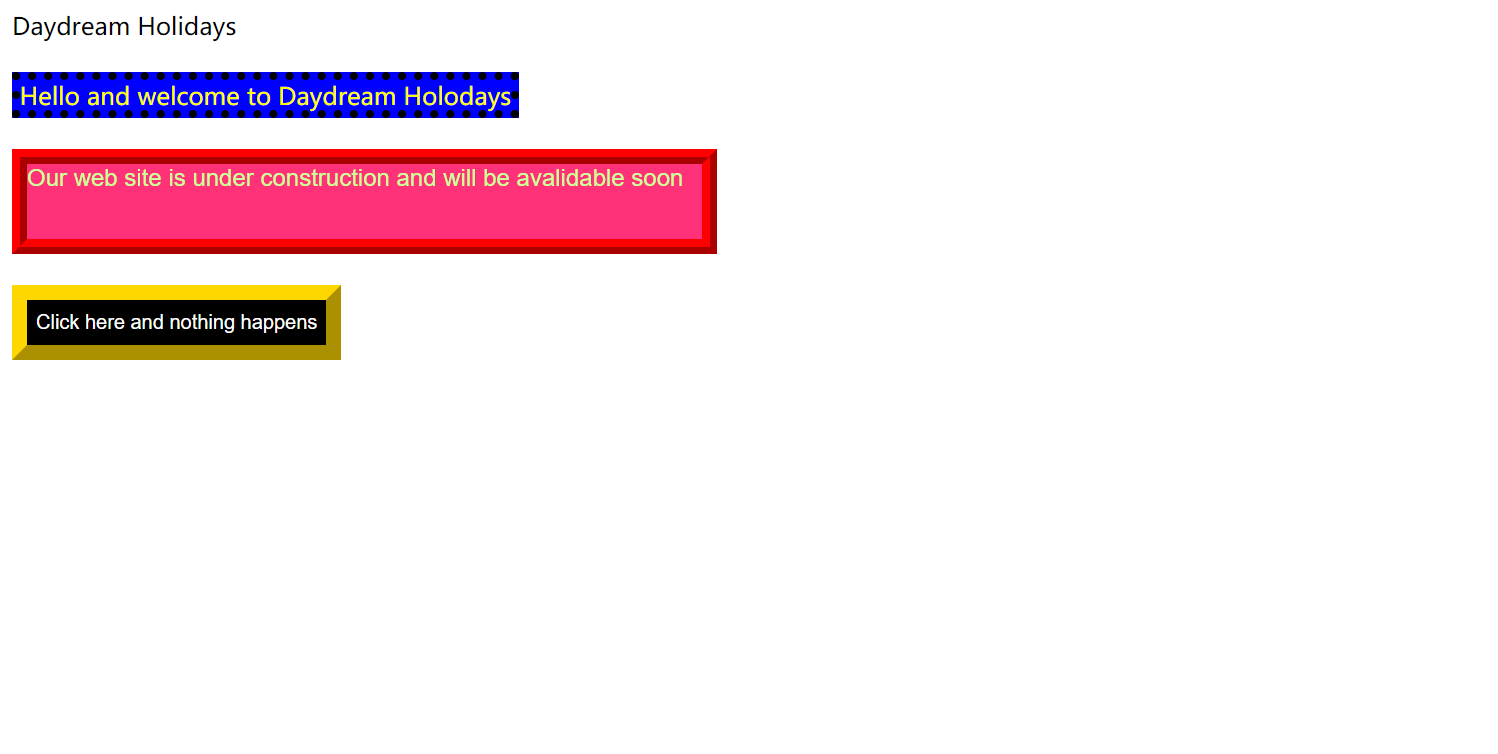 Daydream Holidays
Hello and welcome to Daydream Holodays
Our web site is under construction and will be avalidable soon
Click here and nothing happens